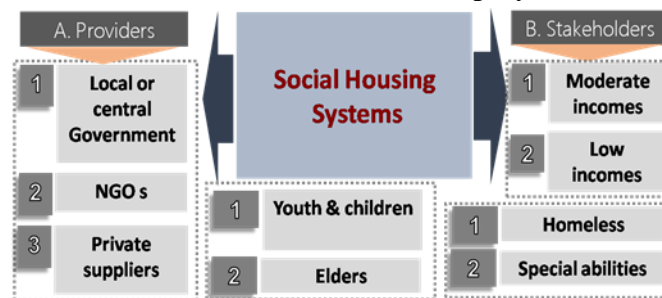 A. Providers
1
Local or
central
Government
2
NGO s
3
Private
suppliers
Social Housing
Systems
1
Youth & children
2
Elders
B. Stakeholders
1
Moderate
incomes
2
Low
incomes
1
Homeless
2
Special abilities